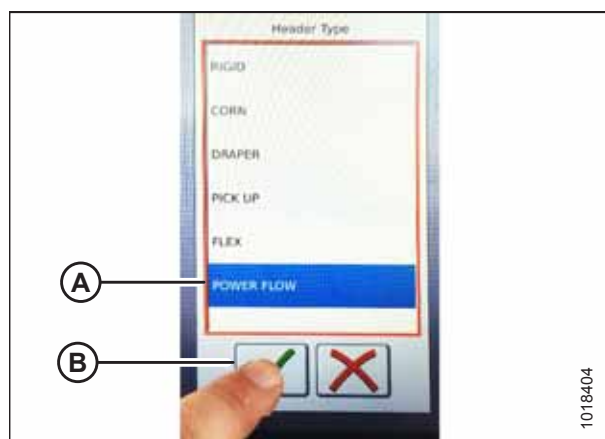 Header Type
RIGID
CORN
DRAPER
PICK UP
FLEX
A
POWER FLOW
B
1018404